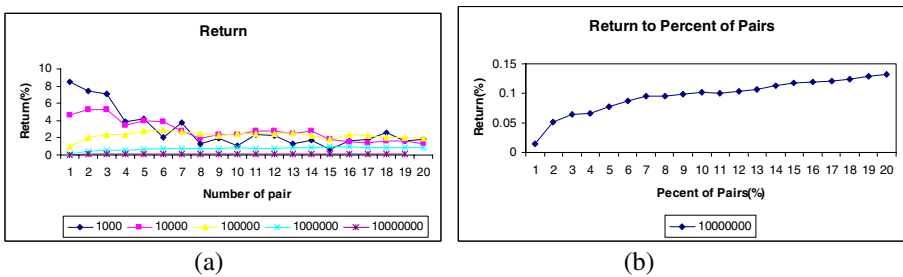 Return
Return(%)
10
8
6
4
2
0
1 2 3 4 5 6 7 8 9 10 11 12 13 14 15 16 17 18 19 20
Number of pair
1000 10000 100000 1000000 10000000
(a)
Return to Percent of Pairs
Return(%)
0.15
0.1
0.05
0
1 2 3 4 5 6 7 8 9 10 11 12 13 14 15 16 17 18 19 20
Pecent of Pairs(%)
10000000
(b)